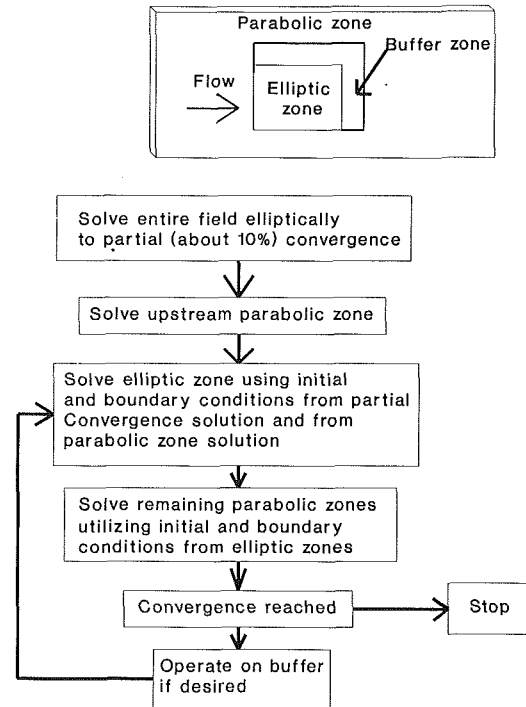 Parabolic zone
Buffer zone
Flow
Elliptic
zone
Solve entire field elliptically
to partial (about 10%) convergence
Solve upstream parabolic zone
Solve elliptic zone using initial
and boundary conditions from partial
Convergence solution and from
parabolic zone solution
Solve remaining parabolic zones
utilizing initial and boundary
conditions from elliptic zones
Convergence reached
Stop
Operate on buffer
if desired